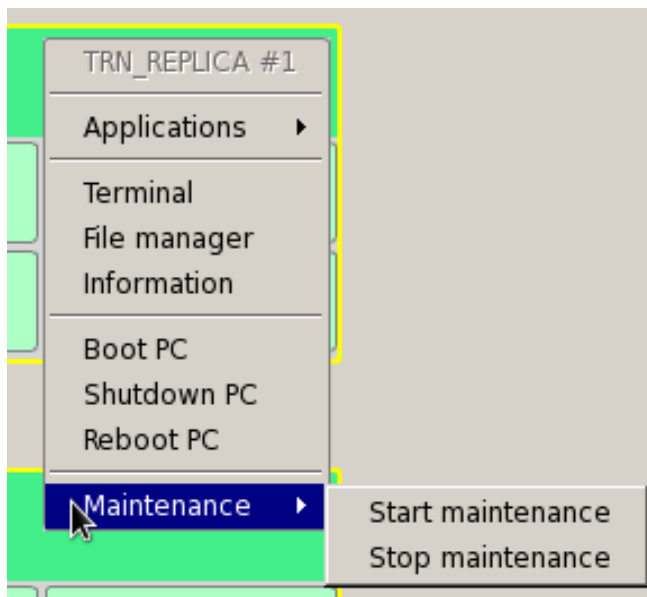 TRN_REPLICA #1
Applications
Terminal
File manager
Information
Boot PC
Shutdown PC
Reboot PC
Maintenance
Start maintenance
Stop maintenance